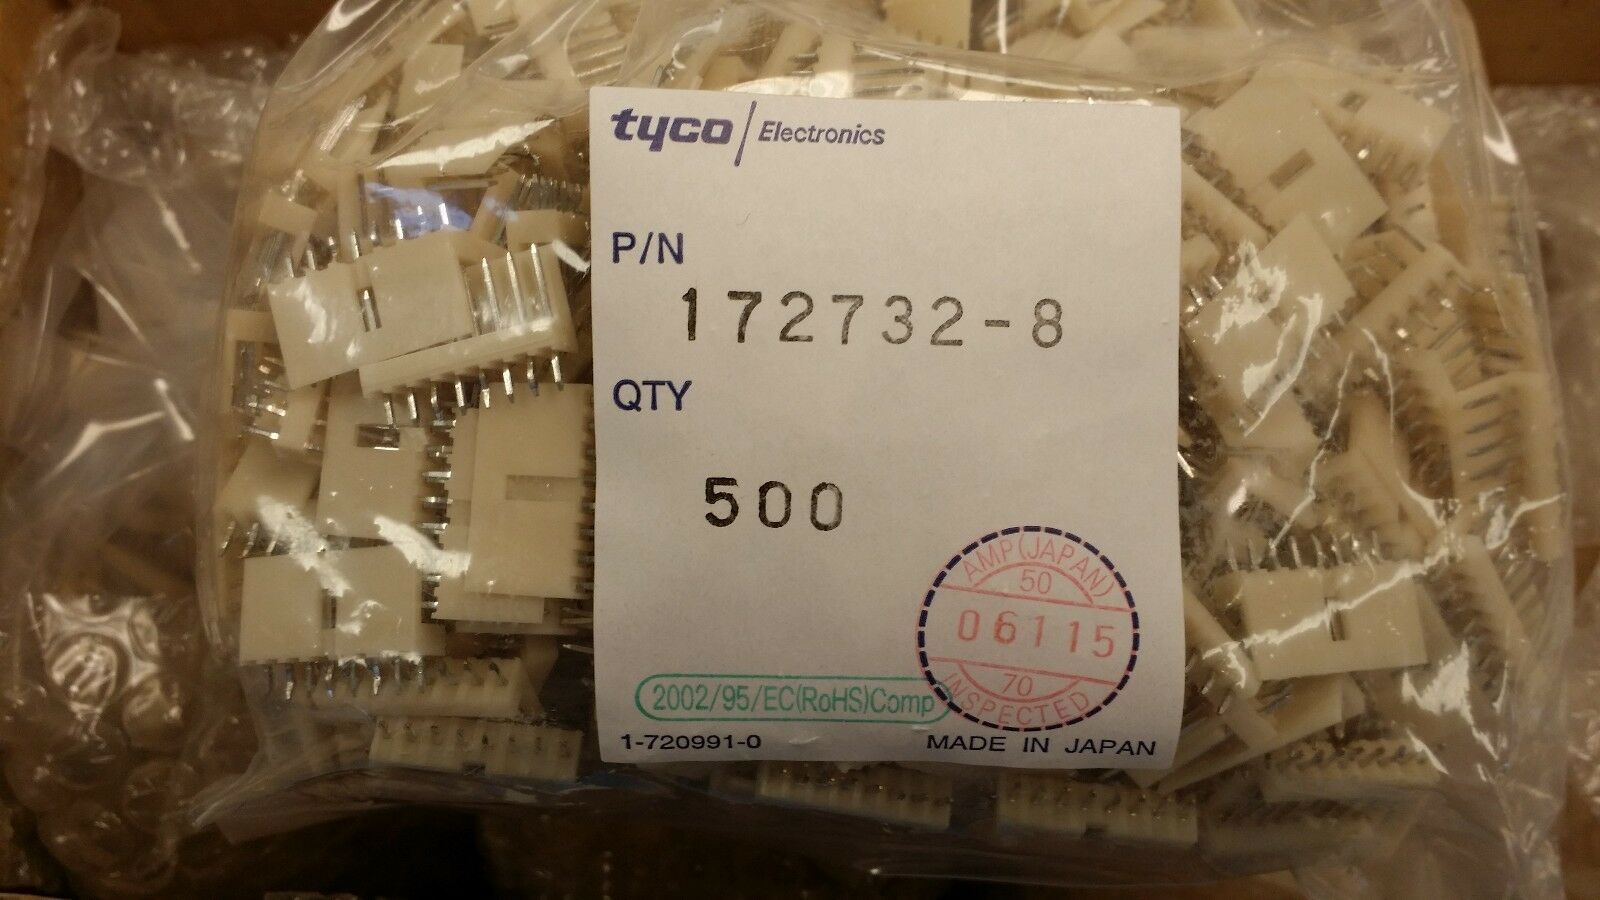 tyco / Electronics
P/N
172732-8
QTY
500
AMP(JAPAN)
50
06115
70
INSPECTED
2002/95/EC(RoHS)Comp
1-720991-0
MADE IN JAPAN